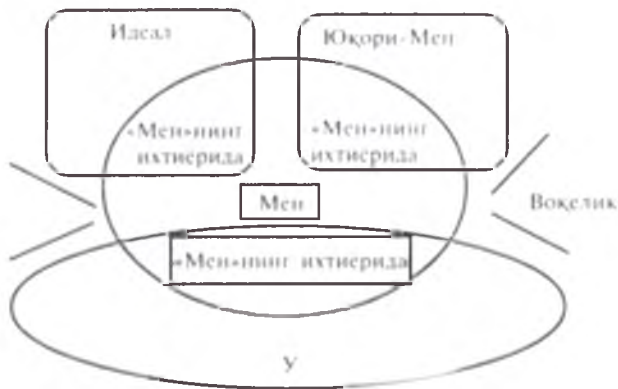 Идеал
Юқори-Мен
«Мен»нинг
ихтиерида
«Мен»нинг
ихтиерида
Мен
Воқелик
«Мен»нинг ихтиерида
У